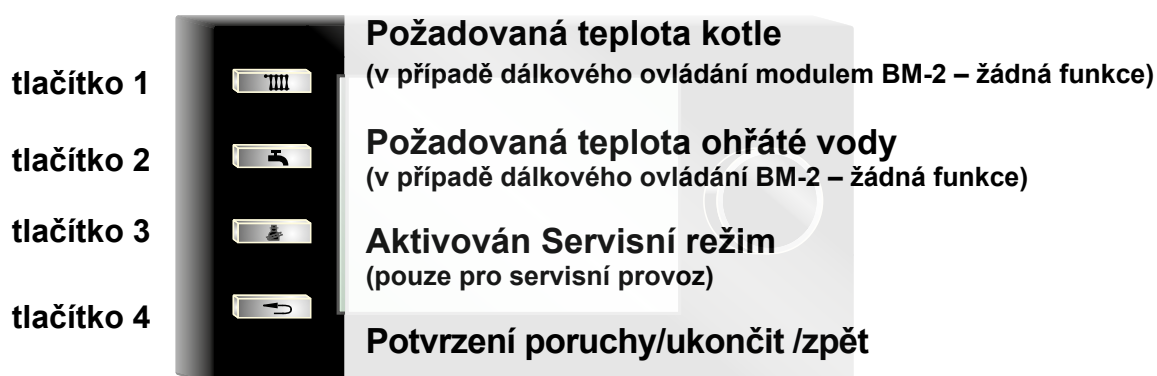 Požadovaná teplota kotle
tlačítko 1
(v případě dálkového ovládání modulem BM-2 – žádná funkce)
tlačítko 2
Požadovaná teplota ohřáté vody
(v případě dálkového ovládání BM-2 – žádná funkce)
tlačítko 3
Aktivován Servisní režim
(pouze pro servisní provoz)
tlačítko 4
Potvrzení poruchy/ukončit /zpět